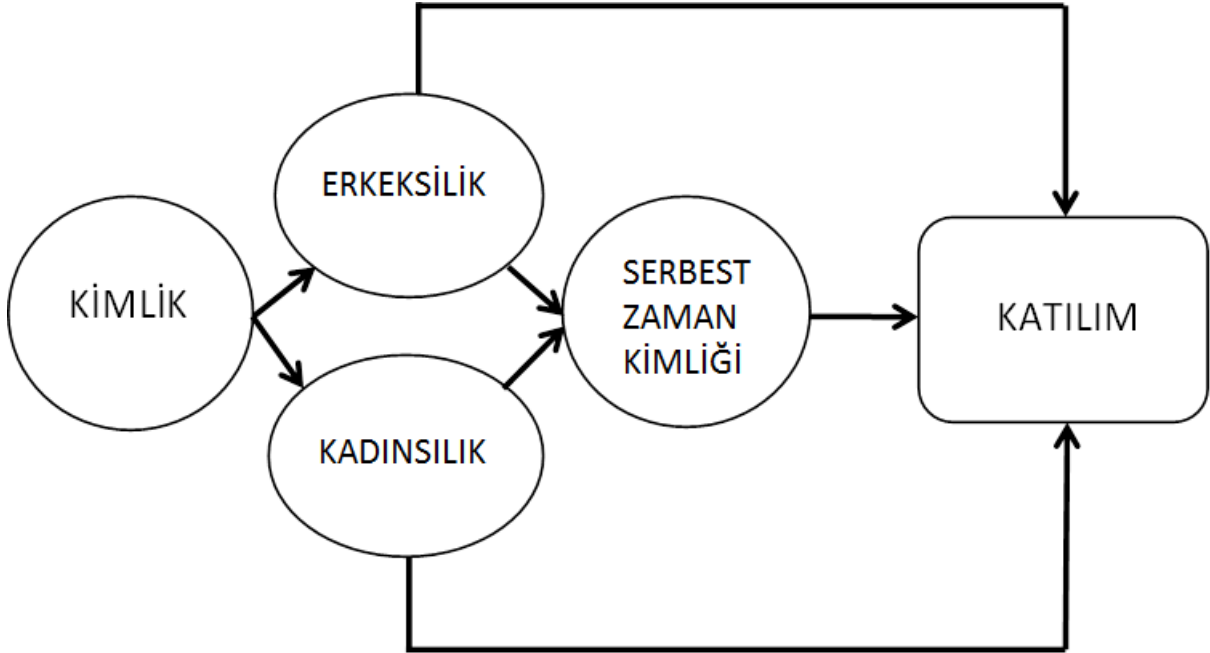 ERKEKSİLİK
KİMLİK
SERBEST
ZAMAN
KİMLİĞİ
KATILIM
KADINSILIK